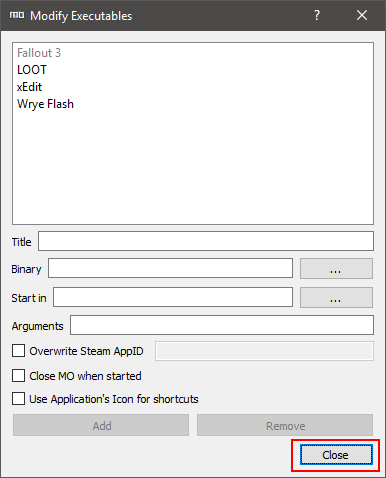 Modify Executables
Fallout 3
LOOT
xEdit
Wrye Flash
Title
Binary ...
Start in ...
Arguments
Overwrite Steam AppID
Close MO when started
Use Application's Icon for shortcuts
Add Remove
Close